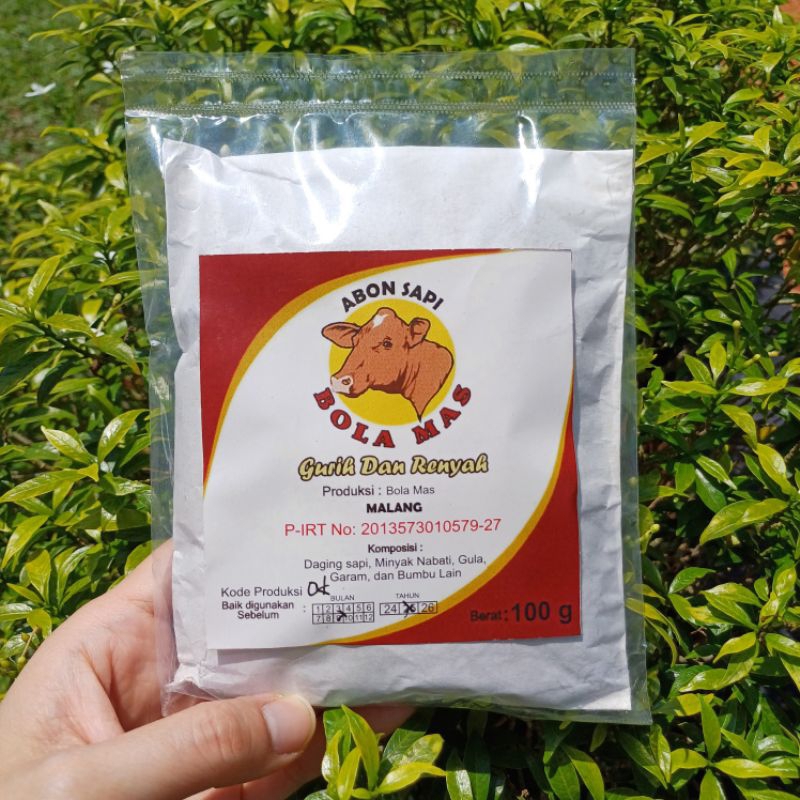 ABON SAPI
BOLA MAS
Gurih Dan Renyah
Produksi : Bola Mas
MALANG
P-IRT No: 2013573010579-27
Komposisi :
Daging sapi, Minyak Nabati, Gula,
Garam, dan Bumbu Lain
Kode Produksi
Baik digunakan
Sebelum :
BULAN
1 2 3 4 5 6
7 8 9 10 11 12
TAHUN
24 26
Berat: 100 g